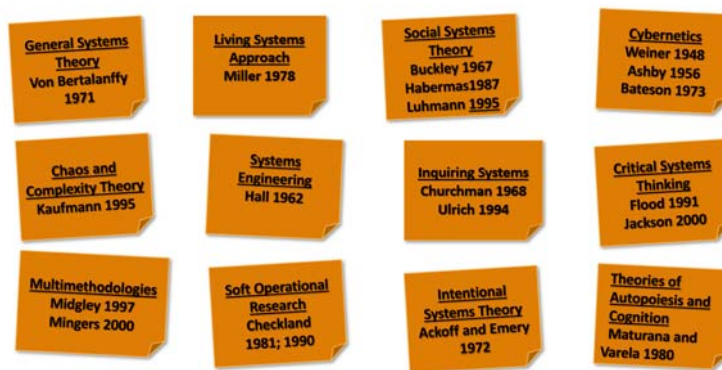 General Systems
Theory
Von Bertalanffy
1971
Living Systems
Approach
Miller 1978
Social Systems
Theory
Buckley 1967
Habermas1987
Luhmann 1995
Cybernetics
Weiner 1948
Ashby 1956
Bateson 1973
Chaos and
Complexity Theory
Kaufmann 1995
Systems
Engineering
Hall 1962
Inquiring Systems
Churchman 1968
Ulrich 1994
Critical Systems
Thinking
Flood 1991
Jackson 2000
Multimethodologies
Midgley 1997
Mingers 2000
Soft Operational
Research
Checkland
1981; 1990
Intentional
Systems Theory
Ackoff and Emery
1972
Theories of
Autopoiesis and
Cognition
Maturana and
Varela 1980